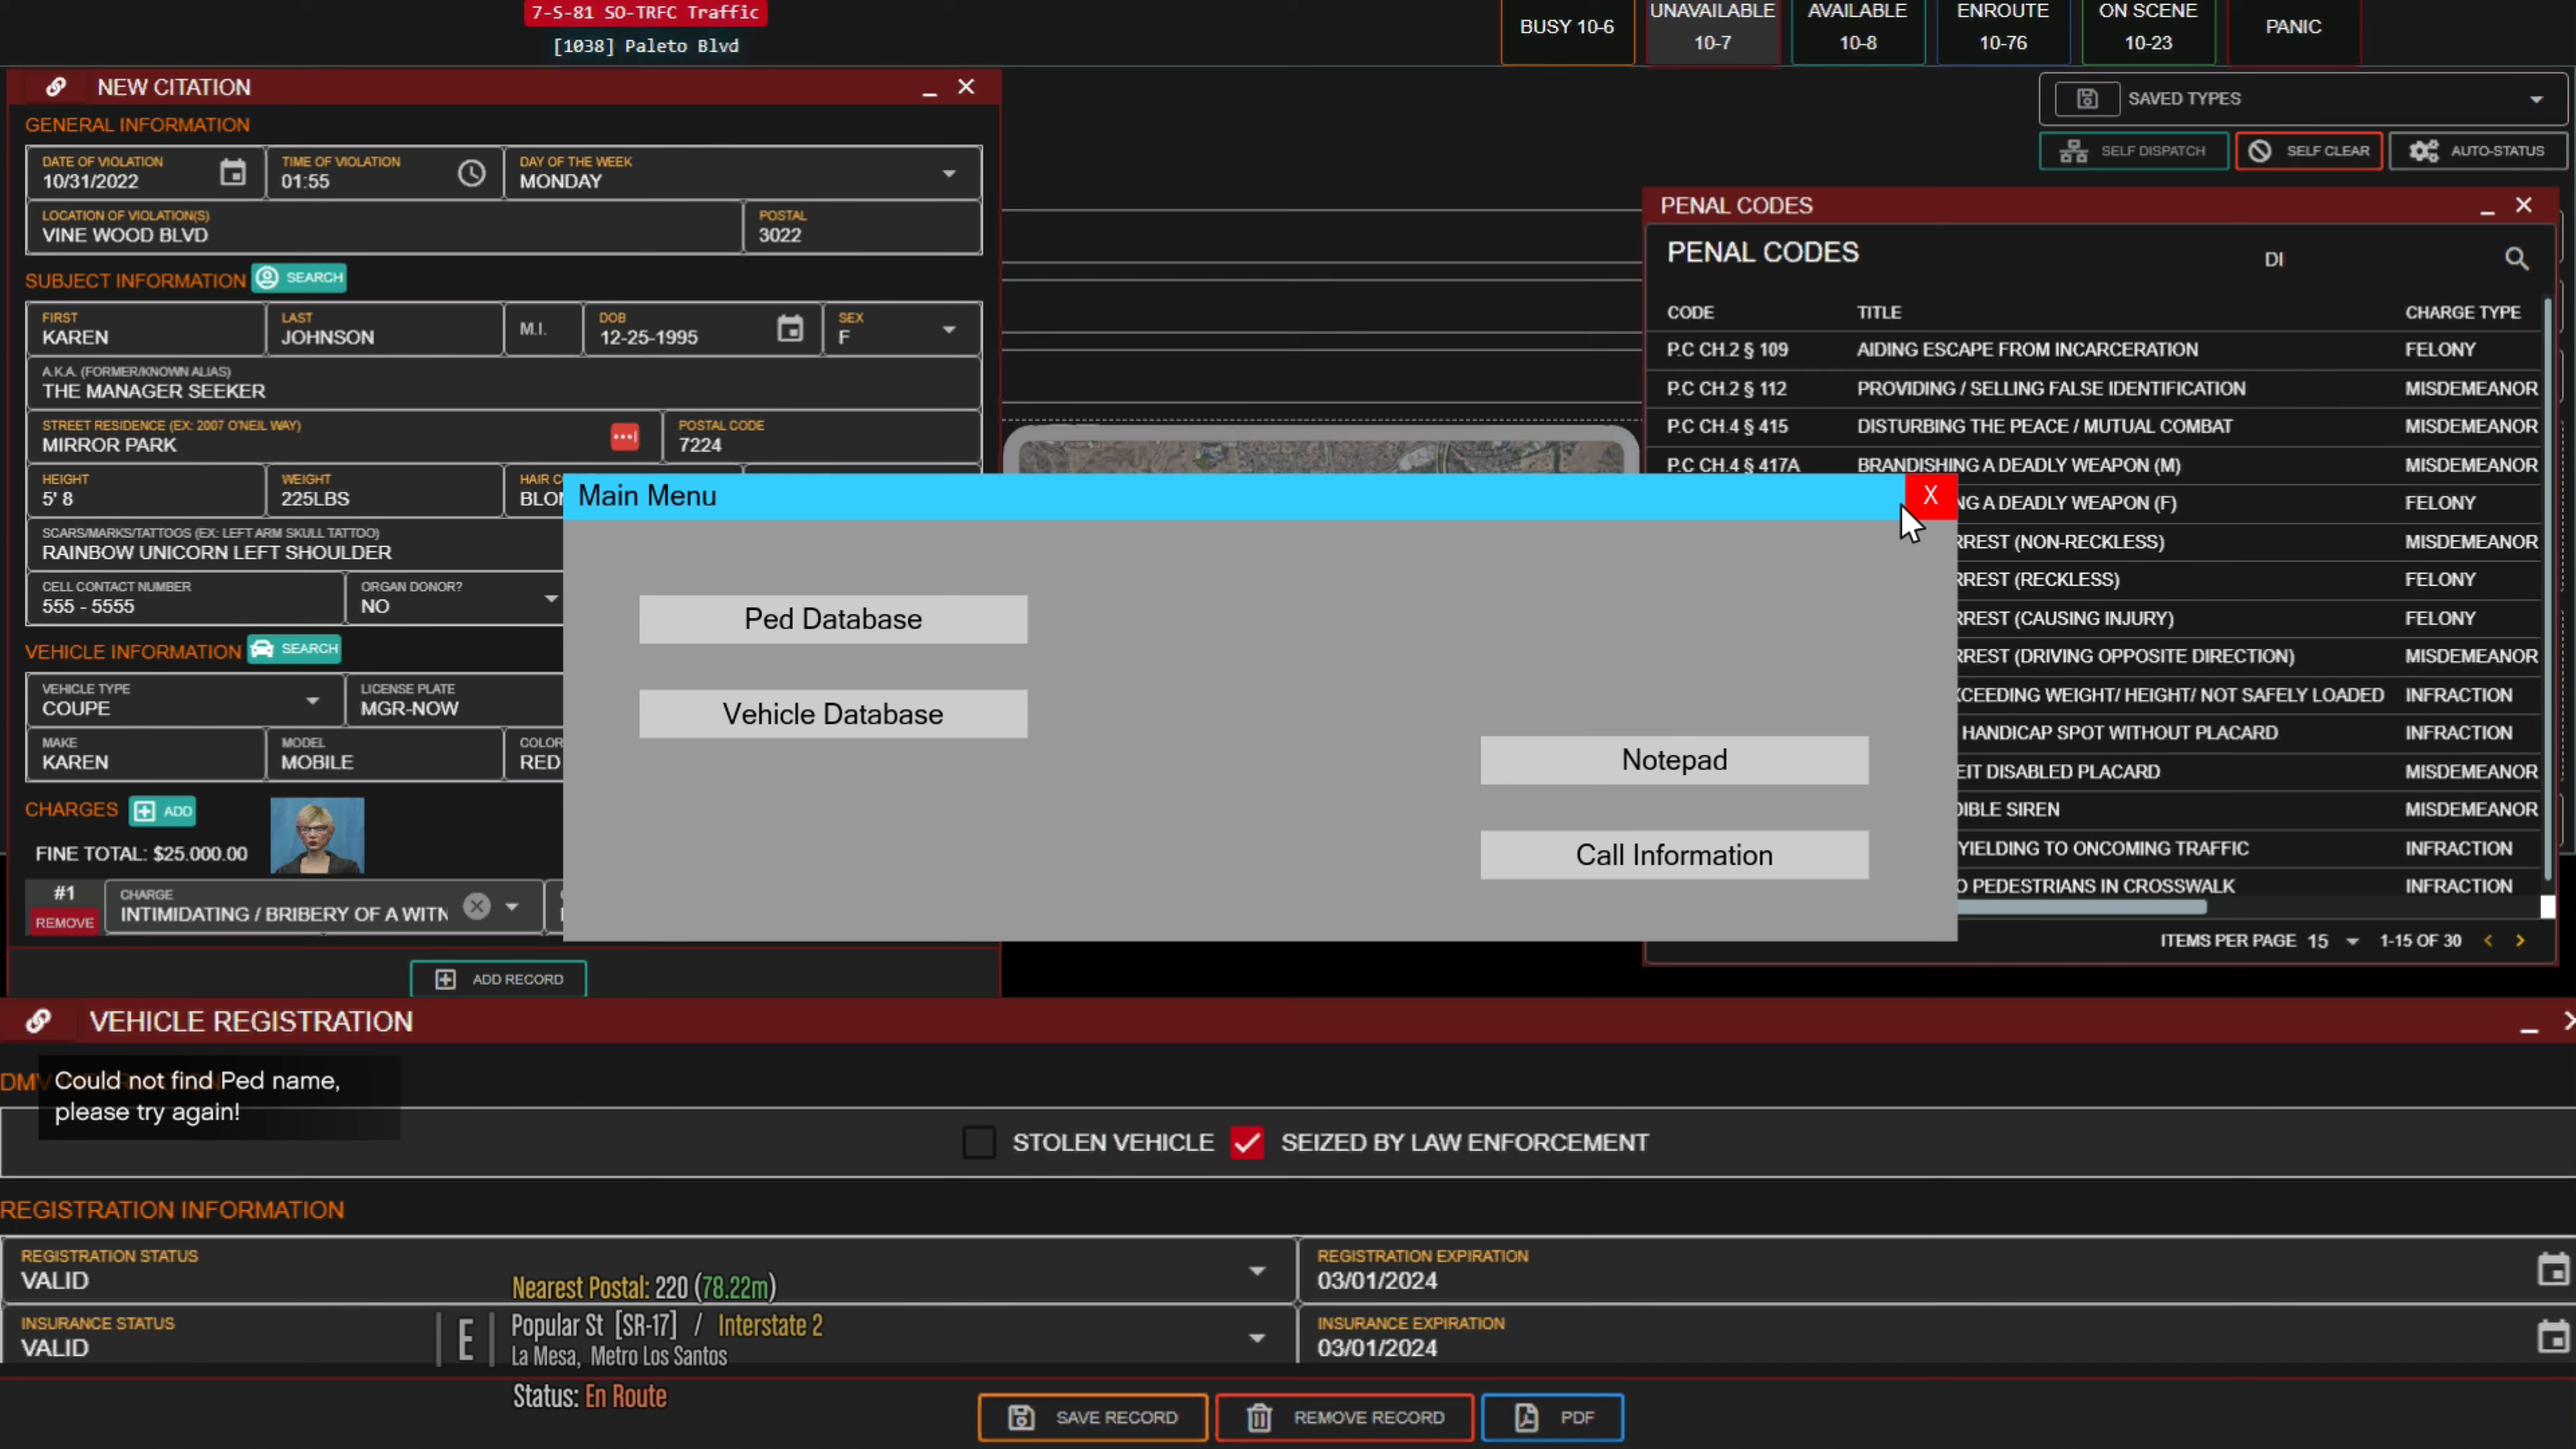 7-5-81 SO-TRFC Traffic
[1038] Paleto Blvd
BUSY 10-6
UNAVAILABLE
10-7
AVAILABLE
10-8
ENROUTE
10-76
ON SCENE
10-23
PANIC
NEW CITATION
GENERAL INFORMATION
DATE OF VIOLATION
10/31/2022
TIME OF VIOLATION
01:55
DAY OF THE WEEK
MONDAY
LOCATION OF VIOLATION(S)
VINE WOOD BLVD
POSTAL
3022
SUBJECT INFORMATION
SEARCH
FIRST
KAREN
LAST
JOHNSON
M.I.
DOB
12-25-1995
SEX
F
A.K.A. (FORMER/KNOWN ALIAS)
THE MANAGER SEEKER
STREET RESIDENCE (EX: 2007 O'NEIL WAY)
MIRROR PARK
POSTAL CODE
7224
HEIGHT
5' 8
WEIGHT
225LBS
HAIR C
BLO
SCARS/MARKS/TATTOOS (EX: LEFT ARM SKULL TATTOO)
RAINBOW UNICORN LEFT SHOULDER
CELL CONTACT NUMBER
555 - 5555
ORGAN DONOR?
NO
VEHICLE INFORMATION
SEARCH
VEHICLE TYPE
COUPE
LICENSE PLATE
MGR-NOW
MAKE
KAREN
MODEL
MOBILE
COLOR
RED
CHARGES
ADD
FINE TOTAL: $25.000.00
#1
REMOVE
CHARGE
INTIMIDATING / BRIBERY OF A WITN
ADD RECORD
SAVED TYPES
SELF DISPATCH
SELF CLEAR
AUTO-STATUS
PENAL CODES
PENAL CODES
DI
CODE TITLE CHARGE TYPE
P.C CH.2 § 109 AIDING ESCAPE FROM INCARCERATION FELONY
P.C CH.2 § 112 PROVIDING / SELLING FALSE IDENTIFICATION MISDEMEANOR
P.C CH.4 § 415 DISTURBING THE PEACE / MUTUAL COMBAT MISDEMEANOR
P.C CH.4 § 417A BRANDISHING A DEADLY WEAPON (M) MISDEMEANOR
NG A DEADLY WEAPON (F) FELONY
RREST (NON-RECKLESS) MISDEMEANOR
RREST (RECKLESS) FELONY
RREST (CAUSING INJURY) FELONY
RREST (DRIVING OPPOSITE DIRECTION) MISDEMEANOR
CEEDING WEIGHT/ HEIGHT/ NOT SAFELY LOADED INFRACTION
HANDICAP SPOT WITHOUT PLACARD INFRACTION
EIT DISABLED PLACARD MISDEMEANOR
DIBLE SIREN MISDEMEANOR
YIELDING TO ONCOMING TRAFFIC INFRACTION
O PEDESTRIANS IN CROSSWALK INFRACTION
ITEMS PER PAGE 15 1-15 OF 30
Main Menu
X
Ped Database
Vehicle Database
Notepad
Call Information
VEHICLE REGISTRATION
DMV
Could not find Ped name,
please try again!
STOLEN VEHICLE
SEIZED BY LAW ENFORCEMENT
REGISTRATION INFORMATION
REGISTRATION STATUS
VALID
REGISTRATION EXPIRATION
03/01/2024
INSURANCE STATUS
VALID
INSURANCE EXPIRATION
03/01/2024
Nearest Postal: 220 (78.22m)
E
Popular St [SR-17] / Interstate 2
La Mesa, Metro Los Santos
Status: En Route
SAVE RECORD
REMOVE RECORD
PDF